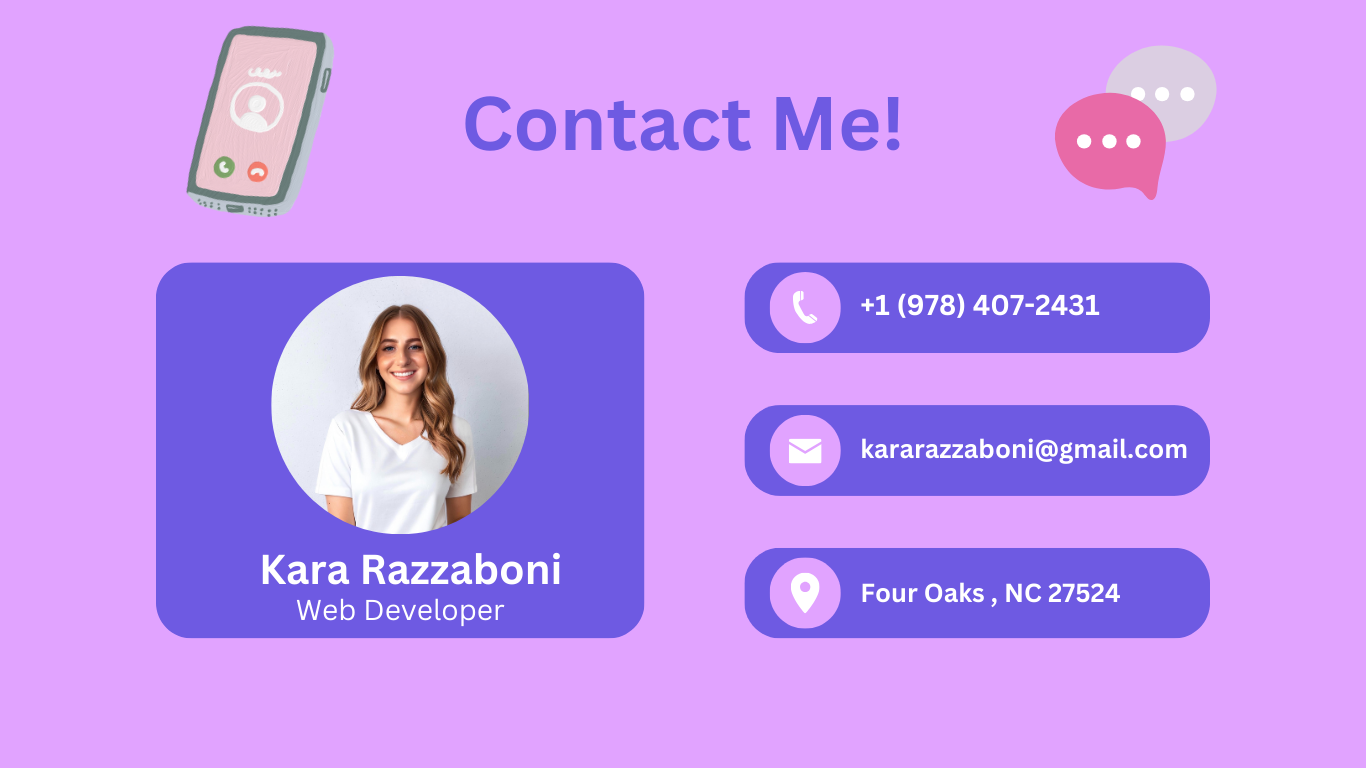 Contact Me!
Kara Razzaboni
Web Developer
+1 (978) 407-2431
kararazzaboni@gmail.com
Four Oaks , NC 27524